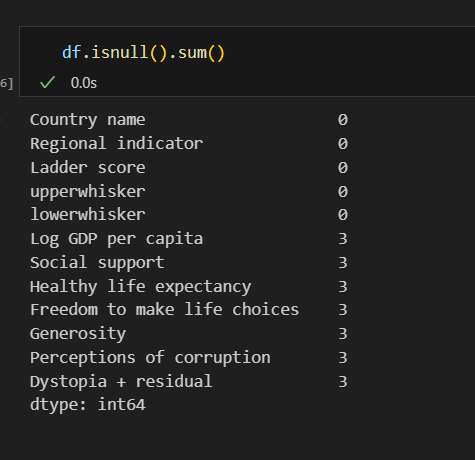 df.isnull().sum()
6]
✓ 0.0s
Country name 0
Regional indicator 0
Ladder score 0
upperwhisker 0
lowerwhisker 0
Log GDP per capita 3
Social support 3
Healthy life expectancy 3
Freedom to make life choices 3
Generosity 3
Perceptions of corruption 3
Dystopia + residual 3
dtype: int64